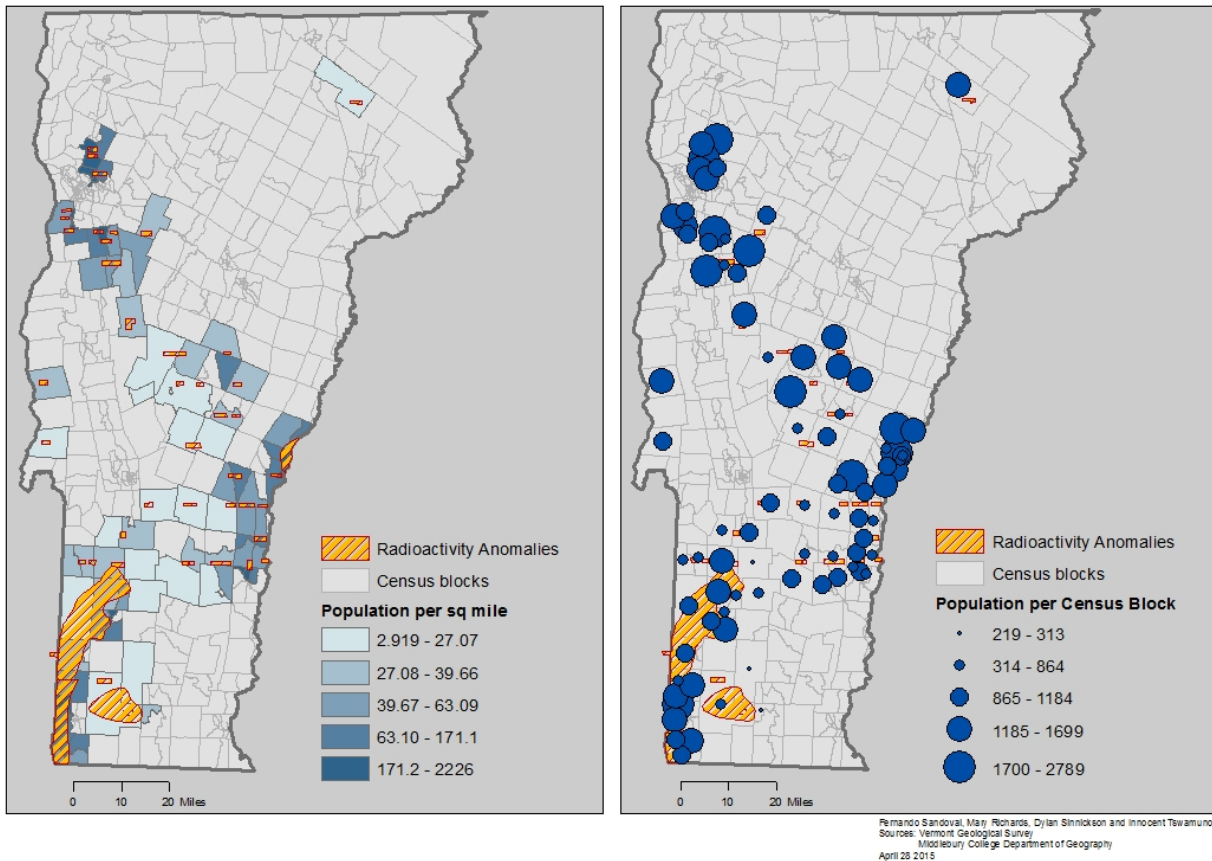 Radioactivity Anomalies
Census blocks
Population per sq mile
2.919 - 27.07
27.08 - 39.66
39.67 - 63.09
63.10 - 171.1
171.2 - 2226
0 10 20 Miles
Radioactivity Anomalies
Census blocks
Population per Census Block
219 - 313
314 - 864
865 - 1184
1185 - 1699
1700 - 2789
0 10 20 Miles
Fernando Sandoval, Mary Richards, Dylan Sinnickson and Innocent Tswamuno
Sources: Vermont Geological Survey
Middlebury College Department of Geography
April 28 2015